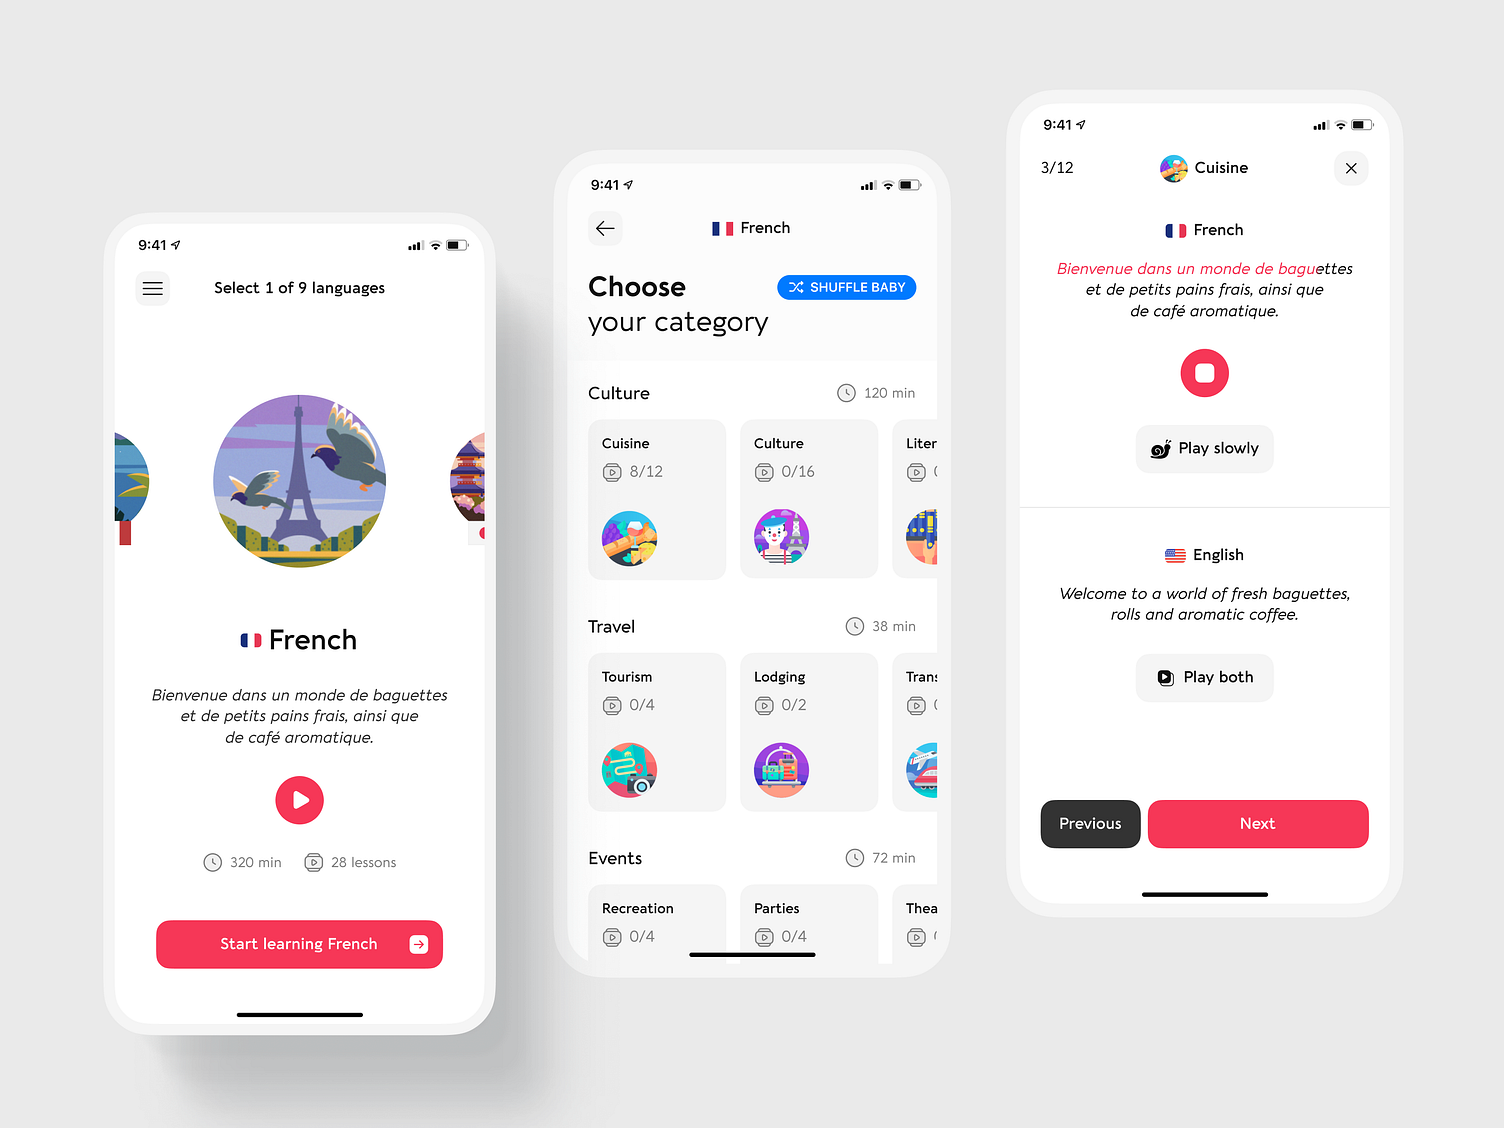 9:41
Select 1 of 9 languages
French
Bienvenue dans un monde de baguettes
et de petits pains frais, ainsi que
de café aromatique.
320 min
28 lessons
Start learning French
9:41
French
Choose
your category
SHUFFLE BABY
Culture
120 min
Cuisine
8/12
Culture
0/16
Liter
Travel
38 min
Tourism
0/4
Lodging
0/2
Trans
Events
72 min
Recreation
0/4
Parties
0/4
Thea
9:41
3/12
Cuisine
French
Bienvenue dans un monde de baguettes
et de petits pains frais, ainsi que
de café aromatique.
Play slowly
English
Welcome to a world of fresh baguettes,
rolls and aromatic coffee.
Play both
Previous
Next